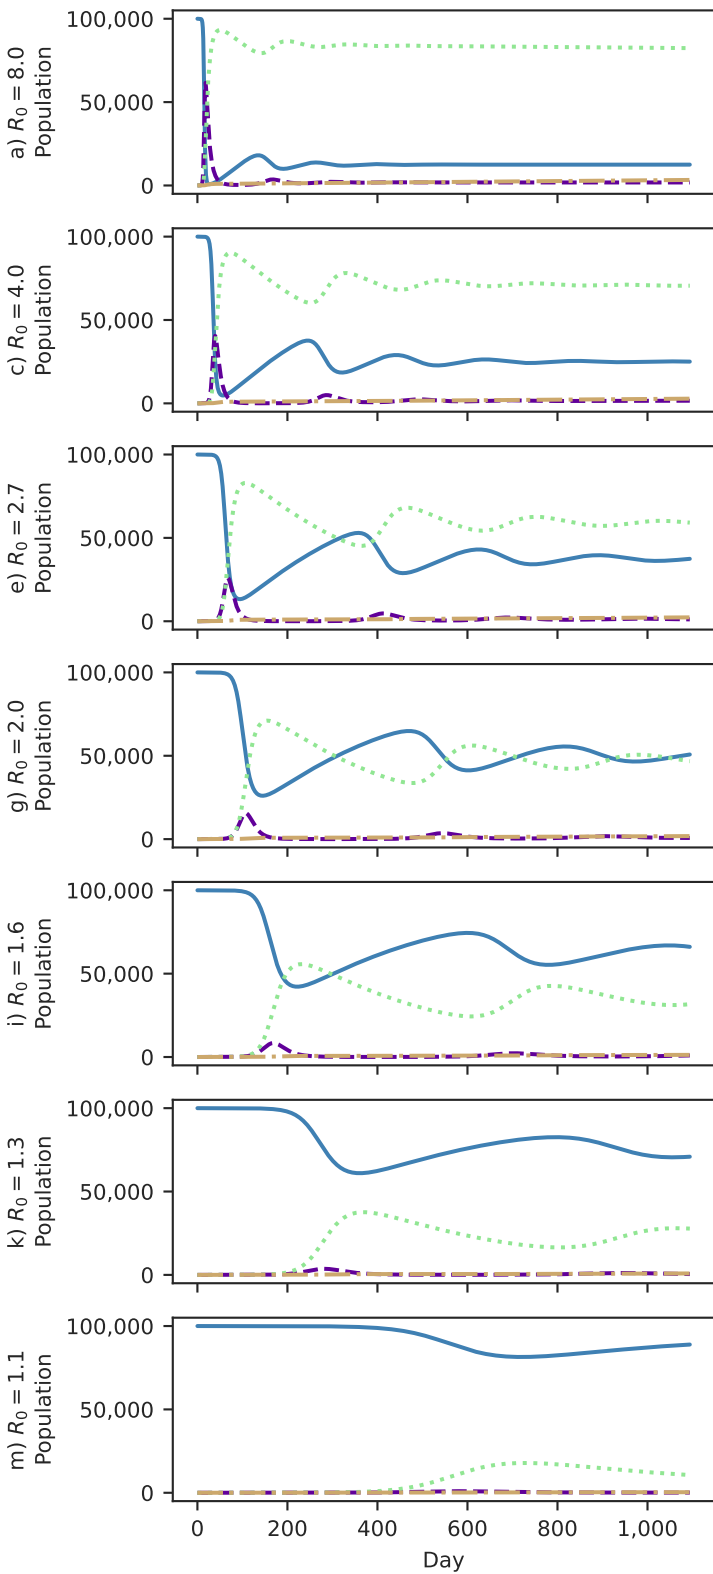 a) R₀ = 8.0
Population
100,000
50,000
0
c) R₀ = 4.0
Population
100,000
50,000
0
e) R₀ = 2.7
Population
100,000
50,000
0
g) R₀ = 2.0
Population
100,000
50,000
0
i) R₀ = 1.6
Population
100,000
50,000
0
k) R₀ = 1.3
Population
100,000
50,000
0
m) R₀ = 1.1
Population
100,000
50,000
0
0 200 400 600 800 1,000
Day